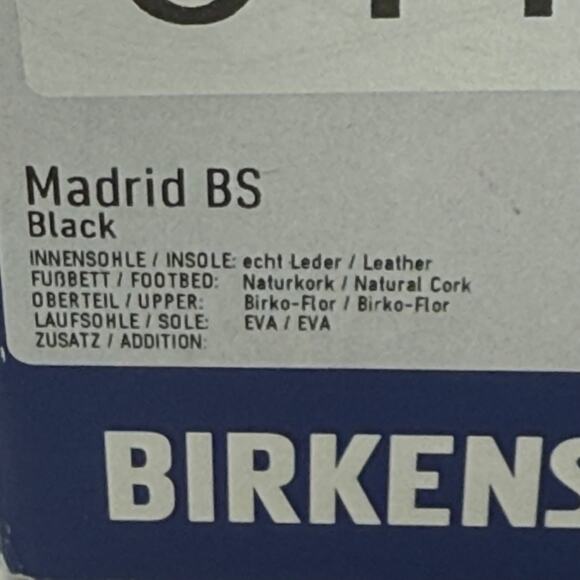 Madrid BS
Black
INNENSOHLE / INSOLE: echt Leder / Leather
FUßBETT / FOOTBED: Naturkork / Natural Cork
OBERTEIL / UPPER: Birko-Flor / Birko-Flor
LAUFSOHLE / SOLE: EVA / EVA
ZUSATZ / ADDITION:
BIRKENS